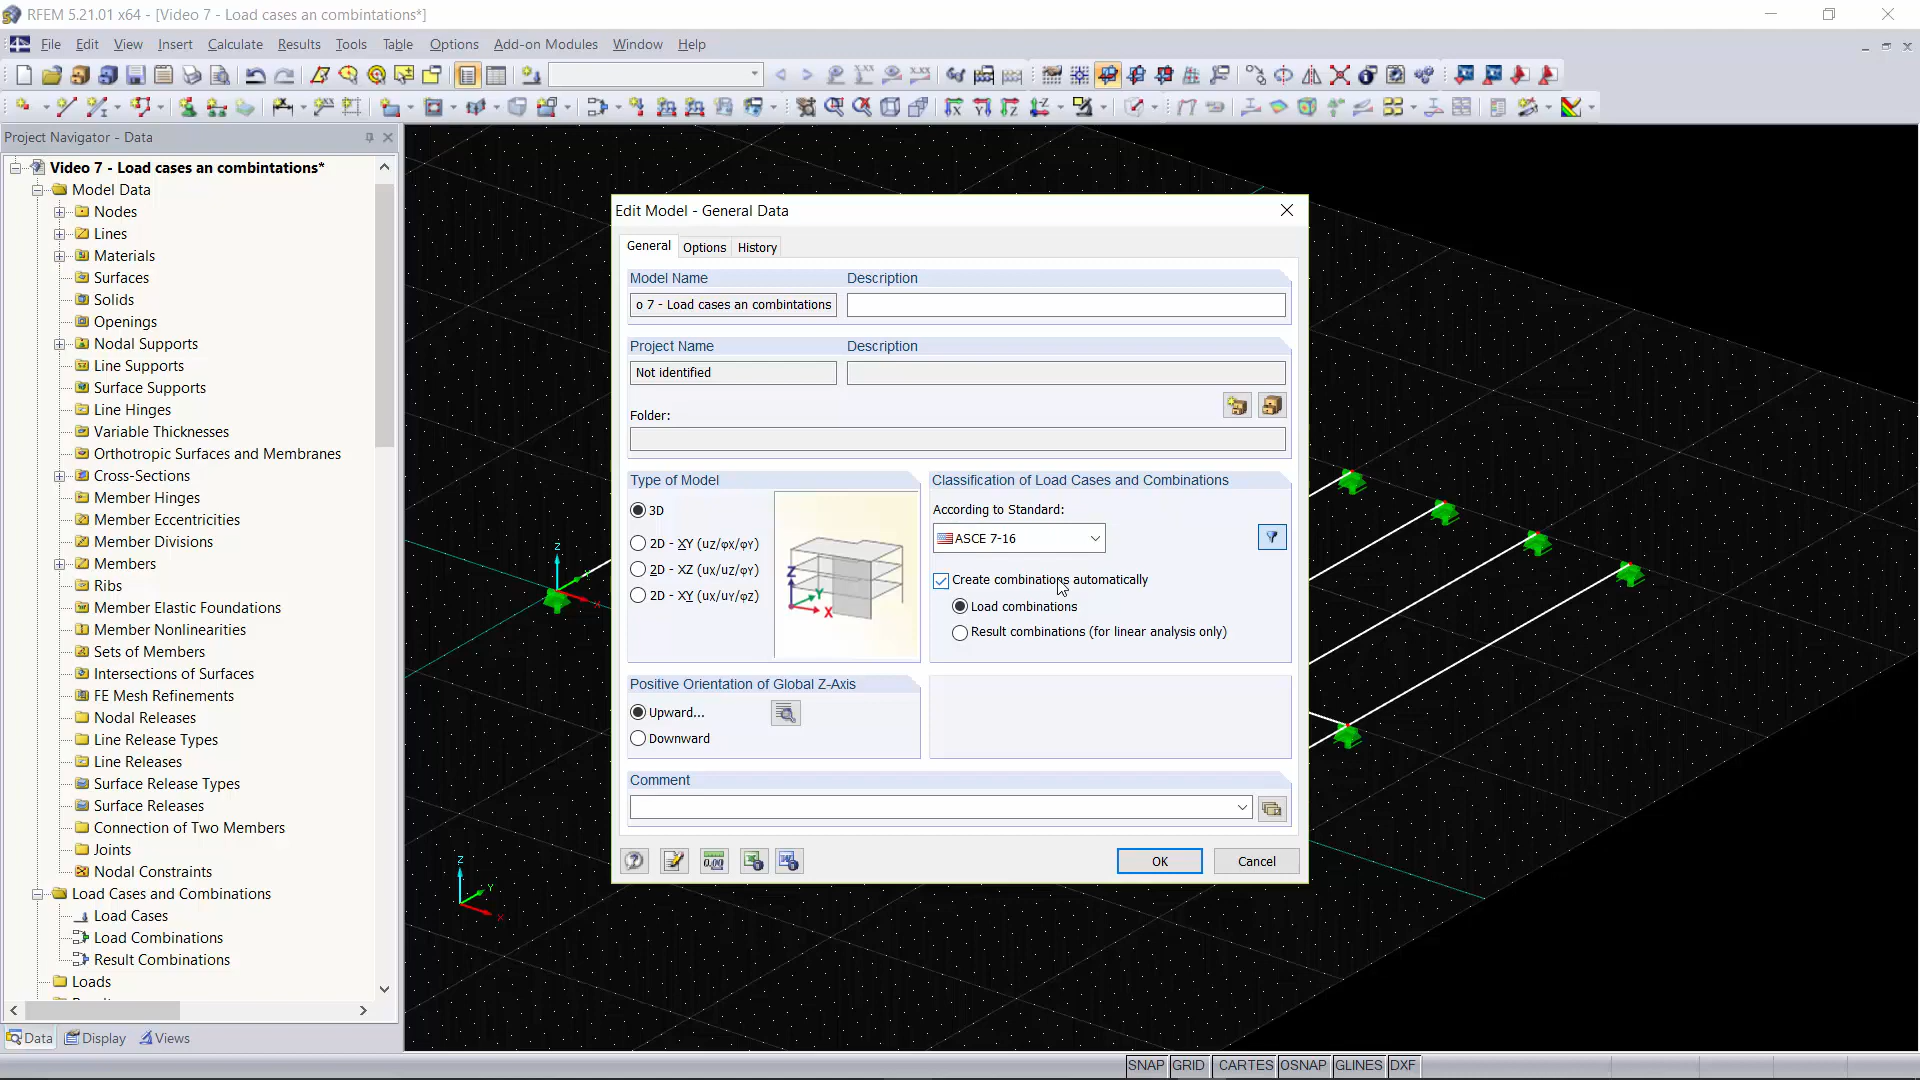 RFEM 5.21.01 x64 - [Video 7 - Load cases an combintations*]
File Edit View Insert Calculate Results Tools Table Options Add-on Modules Window Help
Project Navigator - Data
Video 7 - Load cases an combintations*
Model Data
Nodes
Lines
Materials
Surfaces
Solids
Openings
Nodal Supports
Line Supports
Surface Supports
Line Hinges
Variable Thicknesses
Orthotropic Surfaces and Membranes
Cross-Sections
Member Hinges
Member Eccentricities
Member Divisions
Members
Ribs
Member Elastic Foundations
Member Nonlinearities
Sets of Members
Intersections of Surfaces
FE Mesh Refinements
Nodal Releases
Line Release Types
Line Releases
Surface Release Types
Surface Releases
Connection of Two Members
Joints
Nodal Constraints
Load Cases and Combinations
Load Cases
Load Combinations
Result Combinations
Loads
Data Display Views
Edit Model - General Data
General Options History
Model Name Description
o 7 - Load cases an combintations
Project Name Description
Not identified
Folder:
Type of Model
3D
2D - XY (uZ/φX/φY)
2D - XZ (uX/uZ/φY)
2D - XY (uX/uY/φZ)
Z
Y
X
Classification of Load Cases and Combinations
According to Standard:
ASCE 7-16
Create combinations automatically
Load combinations
Result combinations (for linear analysis only)
Positive Orientation of Global Z-Axis
Upward...
Downward
Comment
OK Cancel
Z
X
Z
Y
X
SNAP GRID CARTES OSNAP GLINES DXF